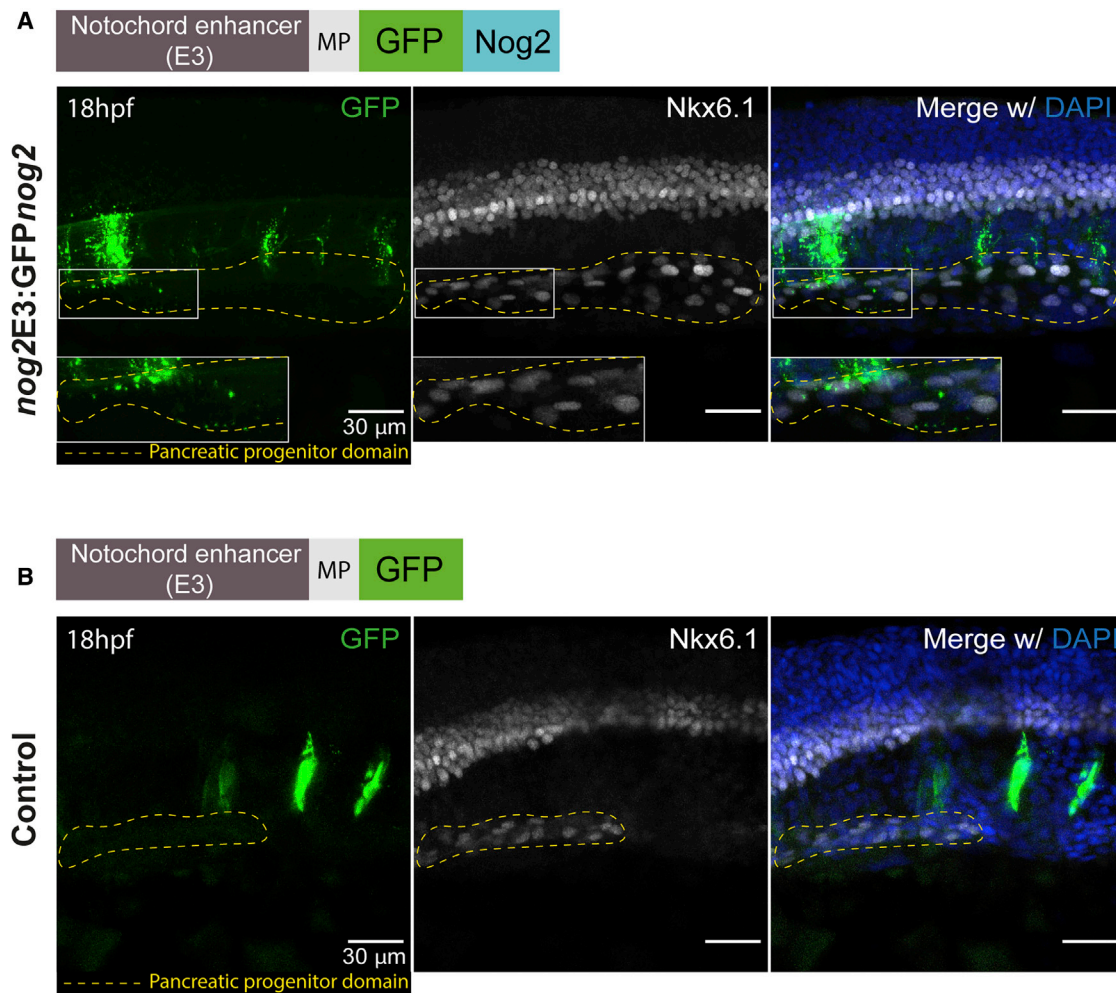 A
Notochord enhancer
(E3)
MP
GFP
Nog2
nog2E3:GFPnog2
18hpf
GFP
Nkx6.1
Merge w/ DAPI
30 µm
Pancreatic progenitor domain
B
Notochord enhancer
(E3)
MP
GFP
Control
18hpf
GFP
Nkx6.1
Merge w/ DAPI
30 µm
Pancreatic progenitor domain